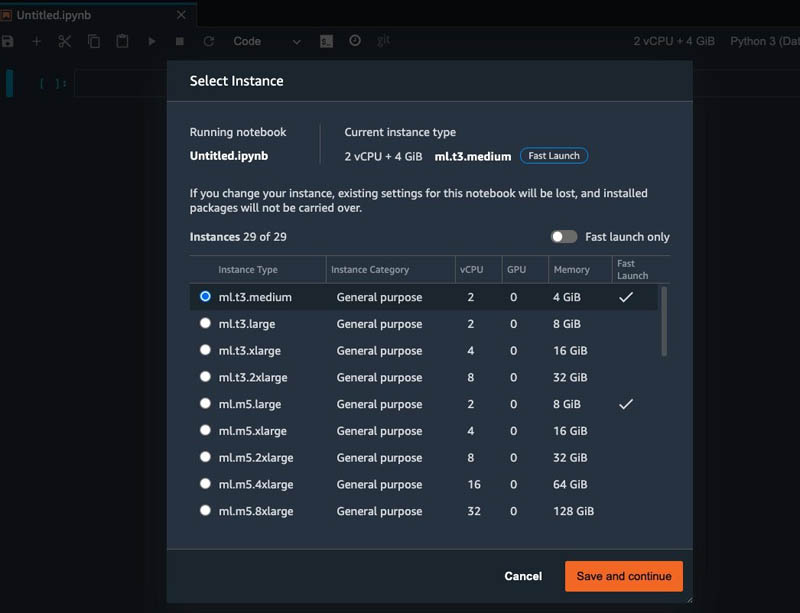 Untitled.ipynb
Code
git
2 vCPU + 4 GiB
Python 3 (Dat
[ ]:
Select Instance
Running notebook
Untitled.ipynb
Current instance type
2 vCPU + 4 GiB ml.t3.medium Fast Launch
If you change your instance, existing settings for this notebook will be lost, and installed
packages will not be carried over.
Instances 29 of 29
Fast launch only
Instance Type Instance Category vCPU GPU Memory Fast
Launch
ml.t3.medium General purpose 2 0 4 GiB
ml.t3.large General purpose 2 0 8 GiB
ml.t3.xlarge General purpose 4 0 16 GiB
ml.t3.2xlarge General purpose 8 0 32 GiB
ml.m5.large General purpose 2 0 8 GiB
ml.m5.xlarge General purpose 4 0 16 GiB
ml.m5.2xlarge General purpose 8 0 32 GiB
ml.m5.4xlarge General purpose 16 0 64 GiB
ml.m5.8xlarge General purpose 32 0 128 GiB
Cancel
Save and continue